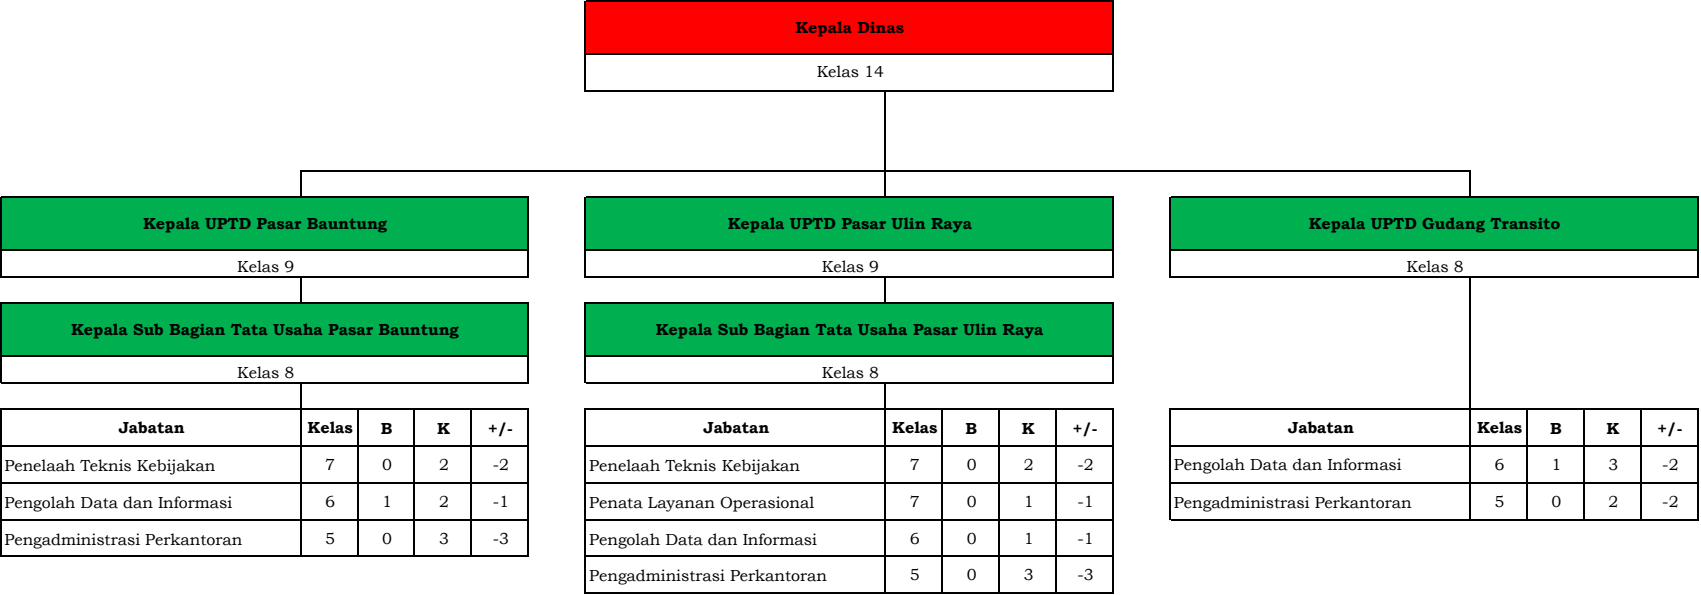 Kepala Dinas
Kelas 14
Kepala UPTD Pasar Bauntung
Kelas 9
Kepala Sub Bagian Tata Usaha Pasar Bauntung
Kelas 8
Jabatan Kelas B K +/-
Penelaah Teknis Kebijakan 7 0 2 -2
Pengolah Data dan Informasi 6 1 2 -1
Pengadministrasi Perkantoran 5 0 3 -3
Kepala UPTD Pasar Ulin Raya
Kelas 9
Kepala Sub Bagian Tata Usaha Pasar Ulin Raya
Kelas 8
Jabatan Kelas B K +/-
Penelaah Teknis Kebijakan 7 0 2 -2
Penata Layanan Operasional 7 0 1 -1
Pengolah Data dan Informasi 6 0 1 -1
Pengadministrasi Perkantoran 5 0 3 -3
Kepala UPTD Gudang Transito
Kelas 8
Jabatan Kelas B K +/-
Pengolah Data dan Informasi 6 1 3 -2
Pengadministrasi Perkantoran 5 0 2 -2